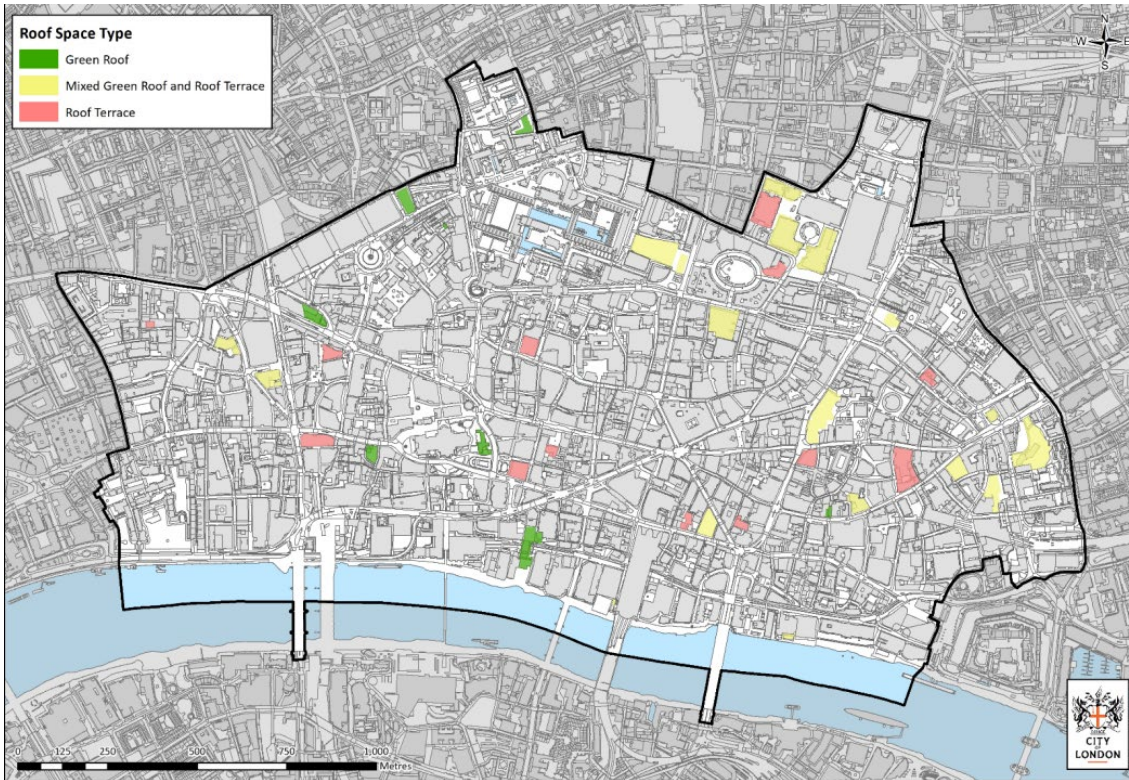 Roof Space Type
Green Roof
Mixed Green Roof and Roof Terrace
Roof Terrace
N
W E
S
0 125 250 500 750 1,000
Metres
CITY
OF
LONDON